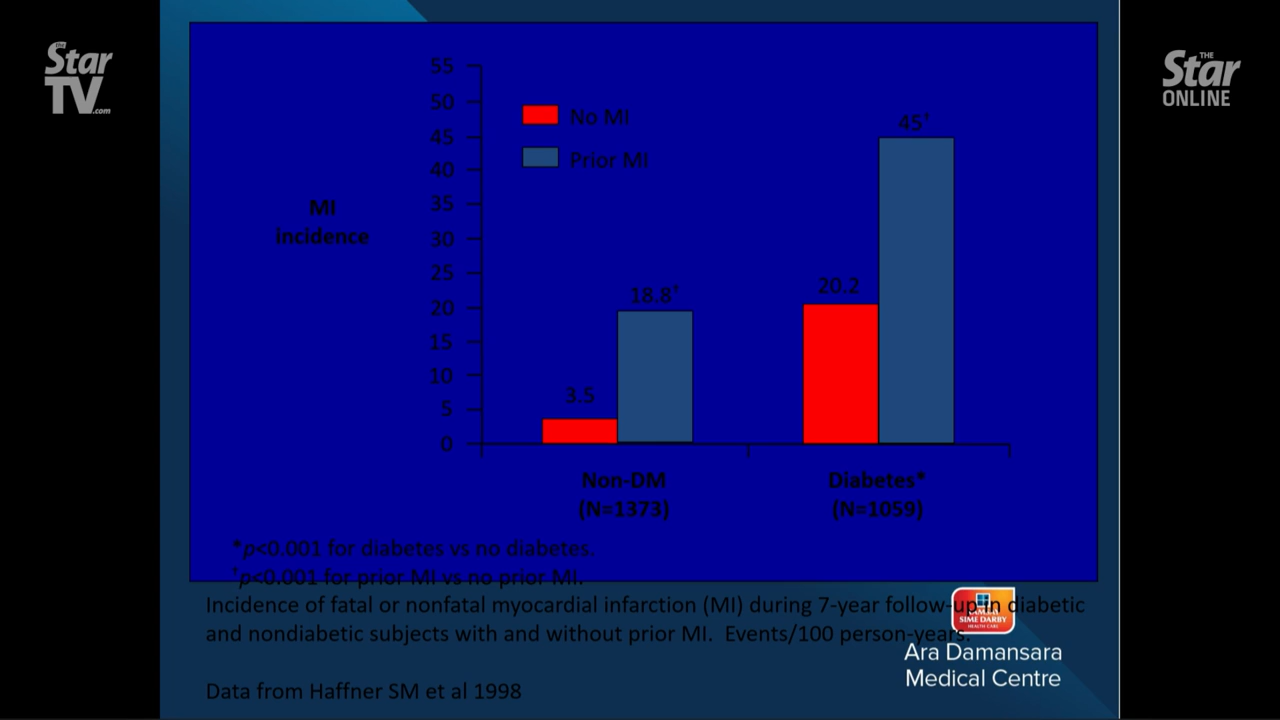 the
Star
TV.com
THE
Star
ONLINE
55
50
45
40
35
30
25
20
15
10
5
0
No MI
Prior MI
MI
incidence
3.5
18.8†
20.2
45†
Non-DM
(N=1373)
Diabetes*
(N=1059)
*p<0.001 for diabetes vs no diabetes.
†p<0.001 for prior MI vs no prior MI.
Incidence of fatal or nonfatal myocardial infarction (MI) during 7-year follow-up in diabetic
and nondiabetic subjects with and without prior MI. Events/100 person-years.
Data from Haffner SM et al 1998
SIME DARBY
HEALTH CARE
Ara Damansara
Medical Centre